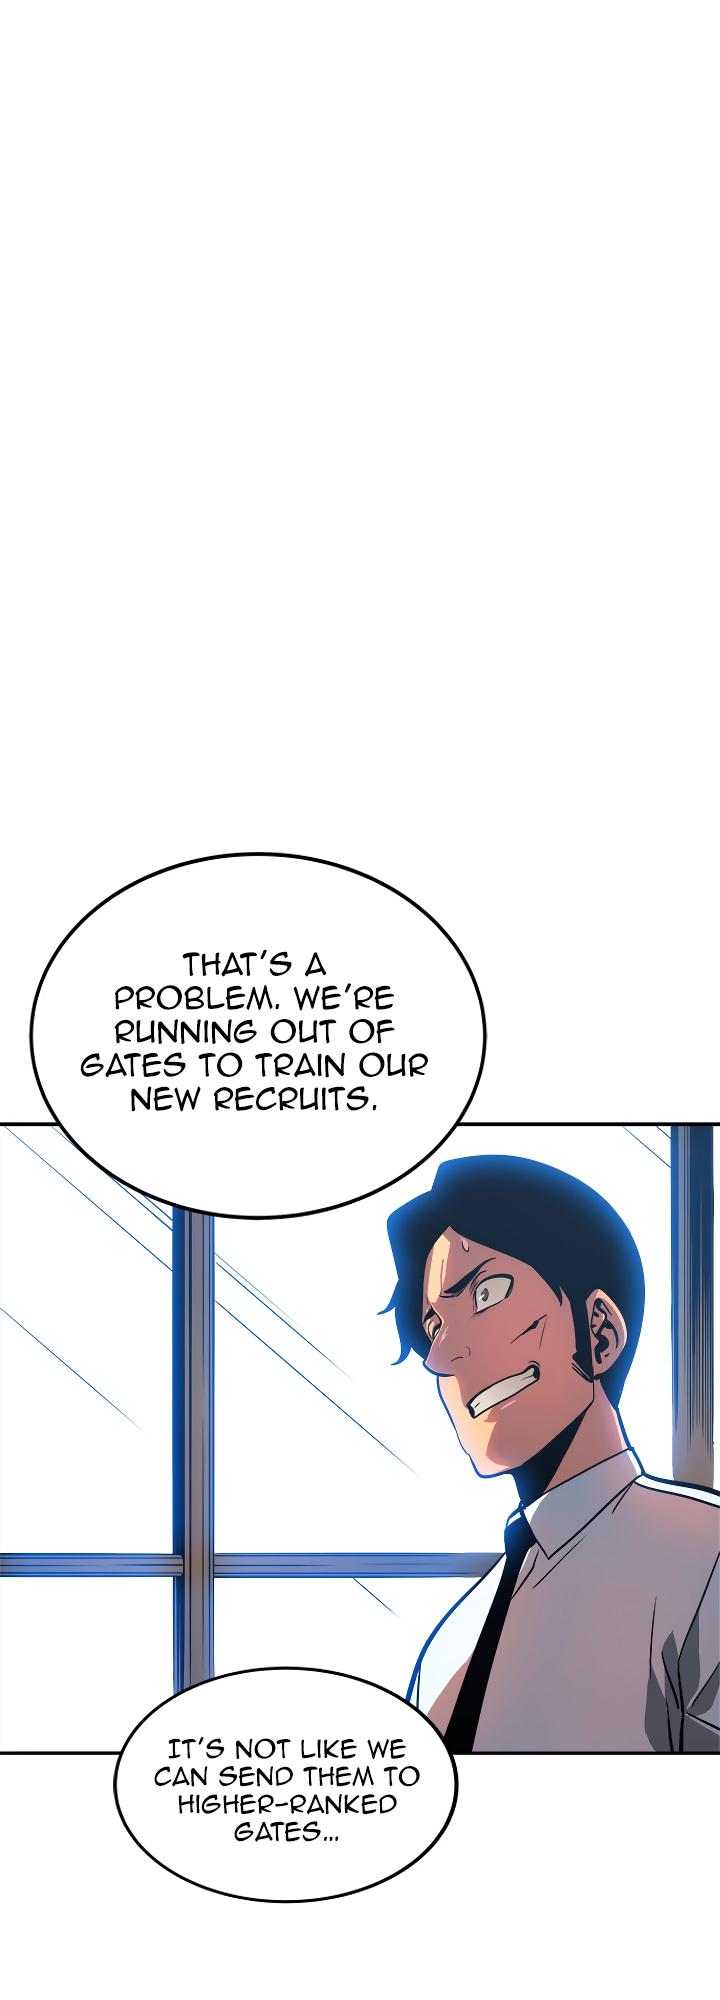 THAT'S A
PROBLEM. WE'RE
RUNNING OUT OF
GATES TO TRAIN OUR
NEW RECRUITS.
IT'S NOT LIKE WE
CAN SEND THEM TO
HIGHER-RANKED
GATES...